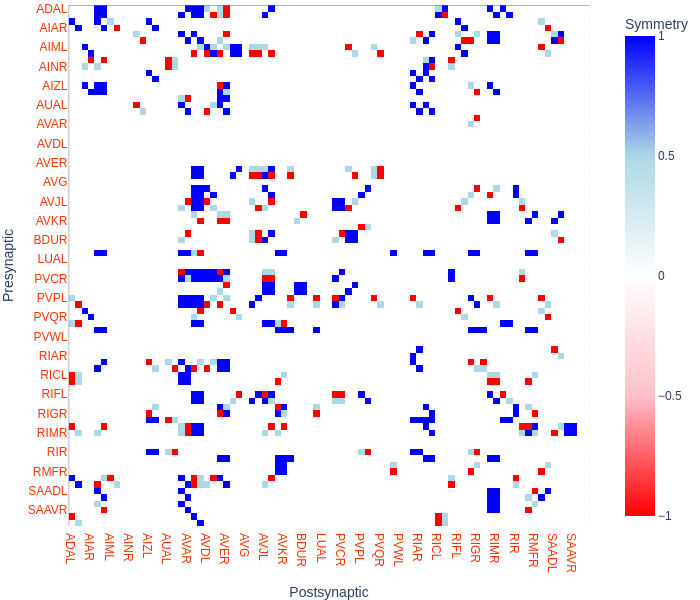 Symmetry
ADAL
AIAR
AIML
AINR
AIZL
AUAL
AVAR
AVDL
AVER
AVG
AVJL
AVKR
BDUR
LUAL
PVCR
PVPL
PVQR
PVWL
RIAR
RICL
RIFL
RIGR
RIMR
RIR
RMFR
SAADL
SAAVR
Presynaptic
1
0.5
0
−0.5
−1
ADAL
AIAR
AIML
AINR
AIZL
AUAL
AVAR
AVDL
AVER
AVG
AVJL
AVKR
BDUR
LUAL
PVCR
PVPL
PVQR
PVWL
RIAR
RICL
RIFL
RIGR
RIMR
RIR
RMFR
SAADL
SAAVR
Postsynaptic